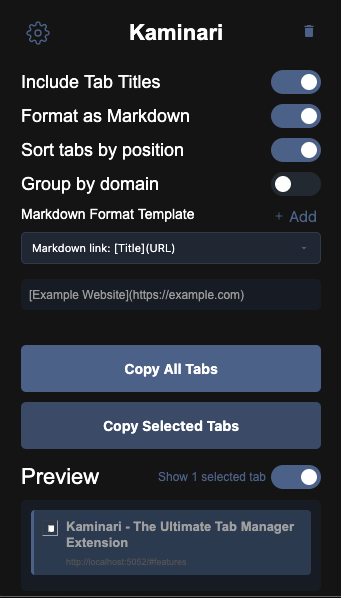 Kaminari
Include Tab Titles
Format as Markdown
Sort tabs by position
Group by domain
Markdown Format Template
+ Add
Markdown link: [Title](URL)
[Example Website](https://example.com)
Copy All Tabs
Copy Selected Tabs
Preview
Show 1 selected tab
Kaminari - The Ultimate Tab Manager
Extension
http://localhost:5052/#features